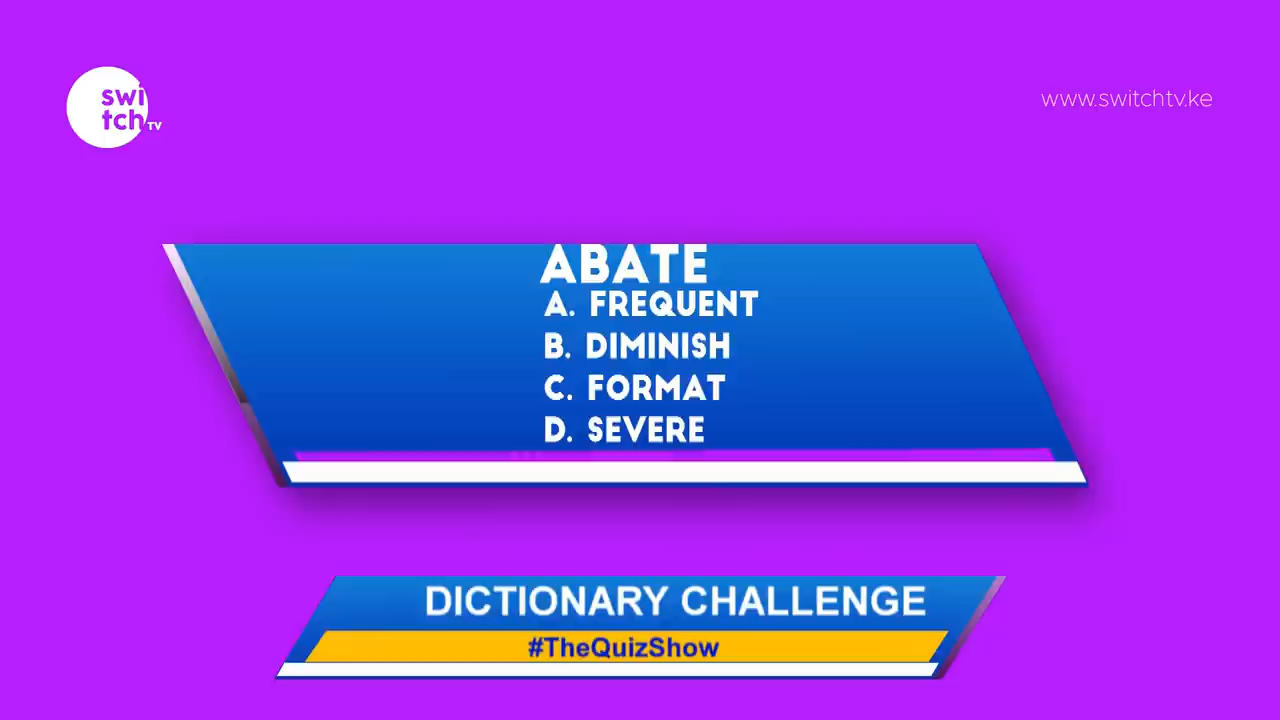 swi
tch TV
www.switchtv.ke
ABATE
A. FREQUENT
B. DIMINISH
C. FORMAT
D. SEVERE
DICTIONARY CHALLENGE
#TheQuizShow